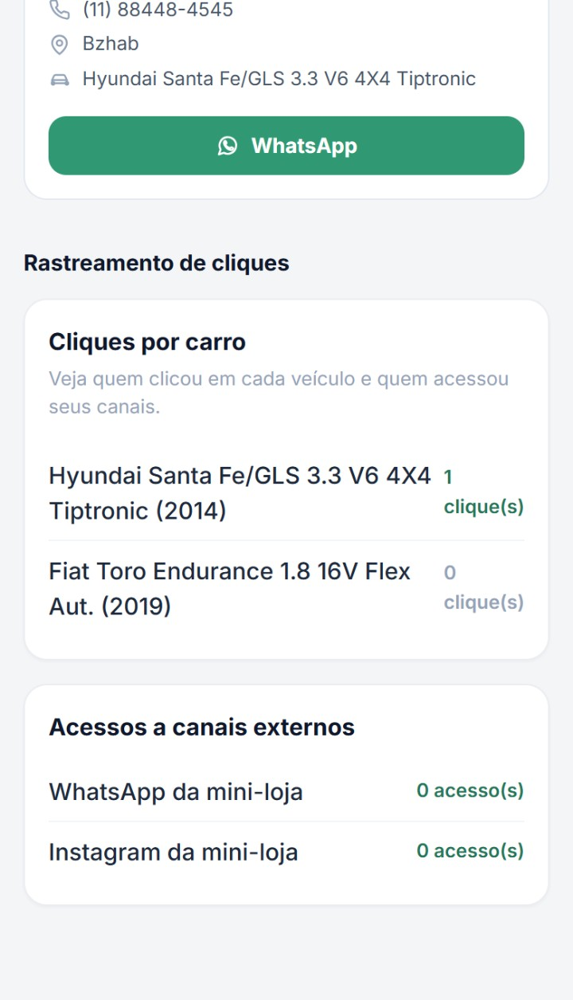 (11) 88448-4545
Bzhab
Hyundai Santa Fe/GLS 3.3 V6 4X4 Tiptronic
WhatsApp
Rastreamento de cliques
Cliques por carro
Veja quem clicou em cada veículo e quem acessou
seus canais.
Hyundai Santa Fe/GLS 3.3 V6 4X4 1
Tiptronic (2014) clique(s)
Fiat Toro Endurance 1.8 16V Flex 0
Aut. (2019) clique(s)
Acessos a canais externos
WhatsApp da mini-loja 0 acesso(s)
Instagram da mini-loja 0 acesso(s)